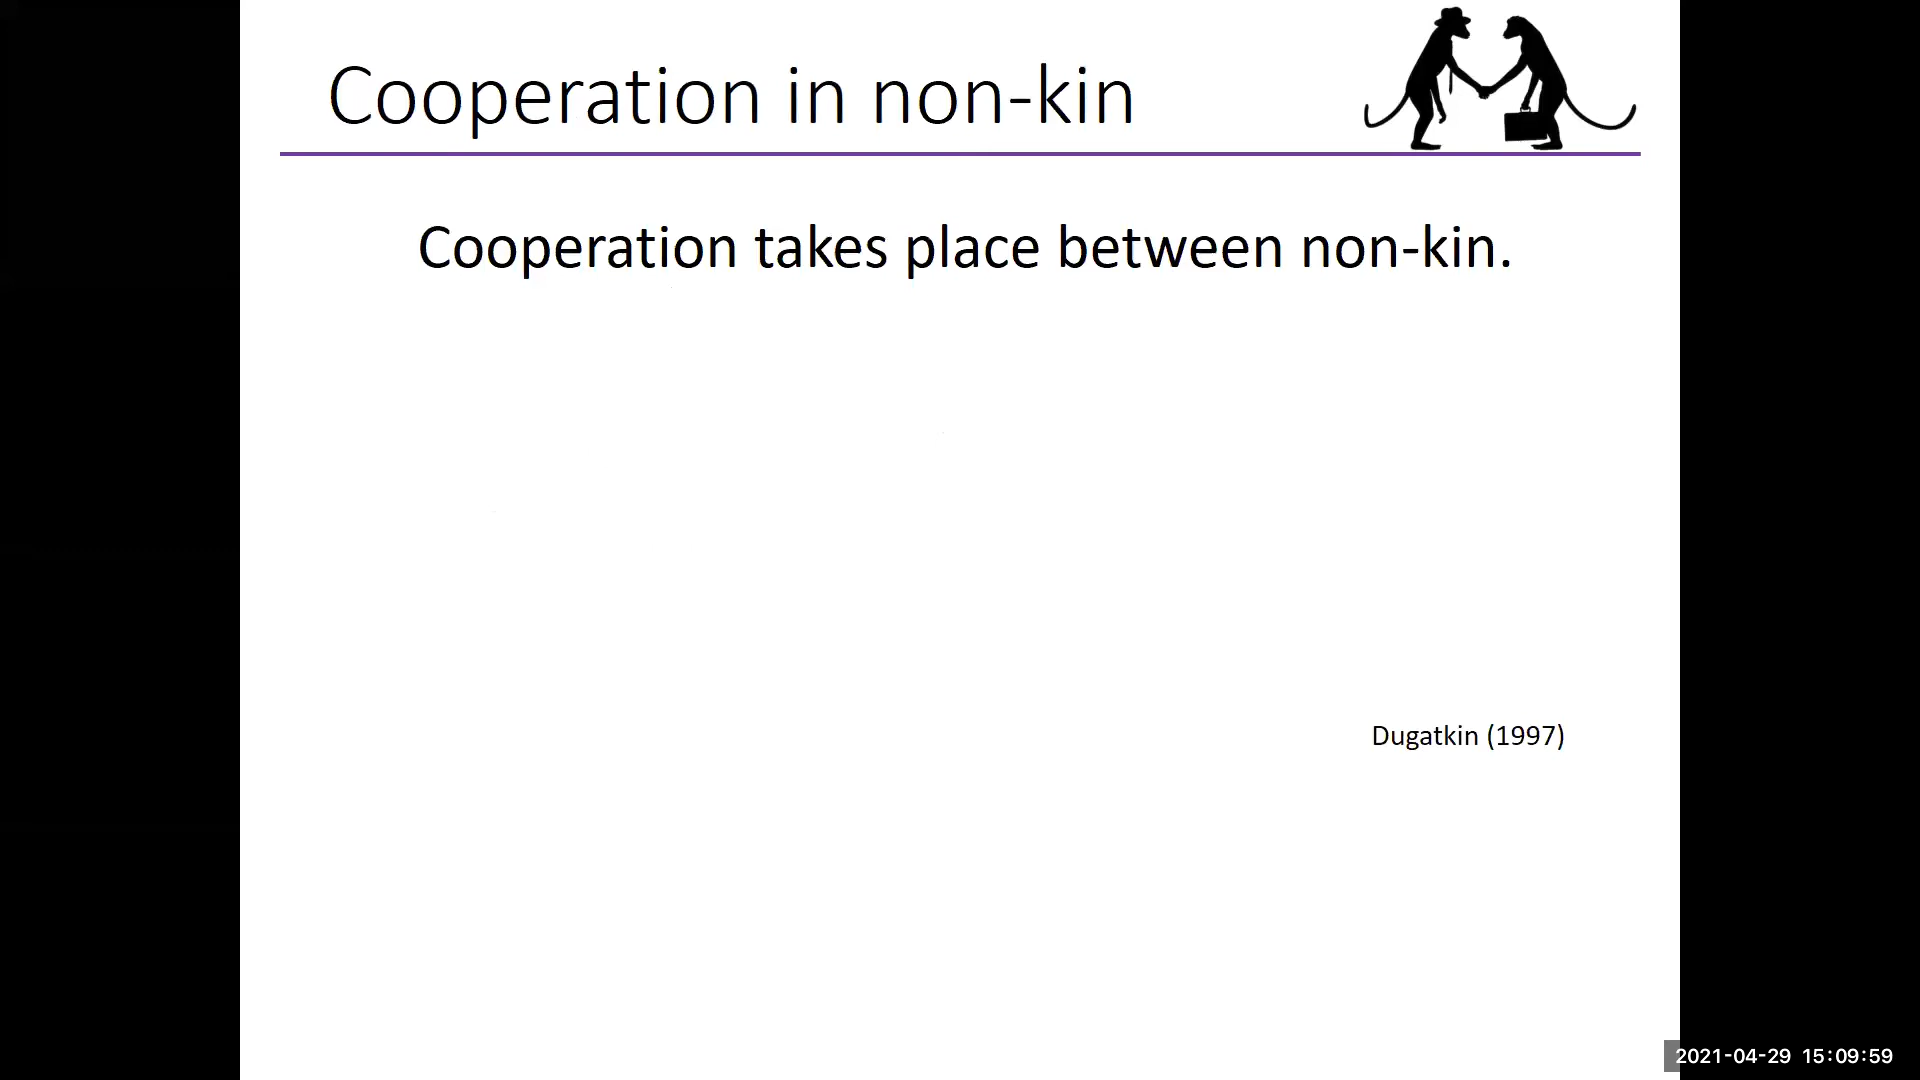 Cooperation in non-kin
Cooperation takes place between non-kin.
Dugatkin (1997)
2021-04-29 15:09:59